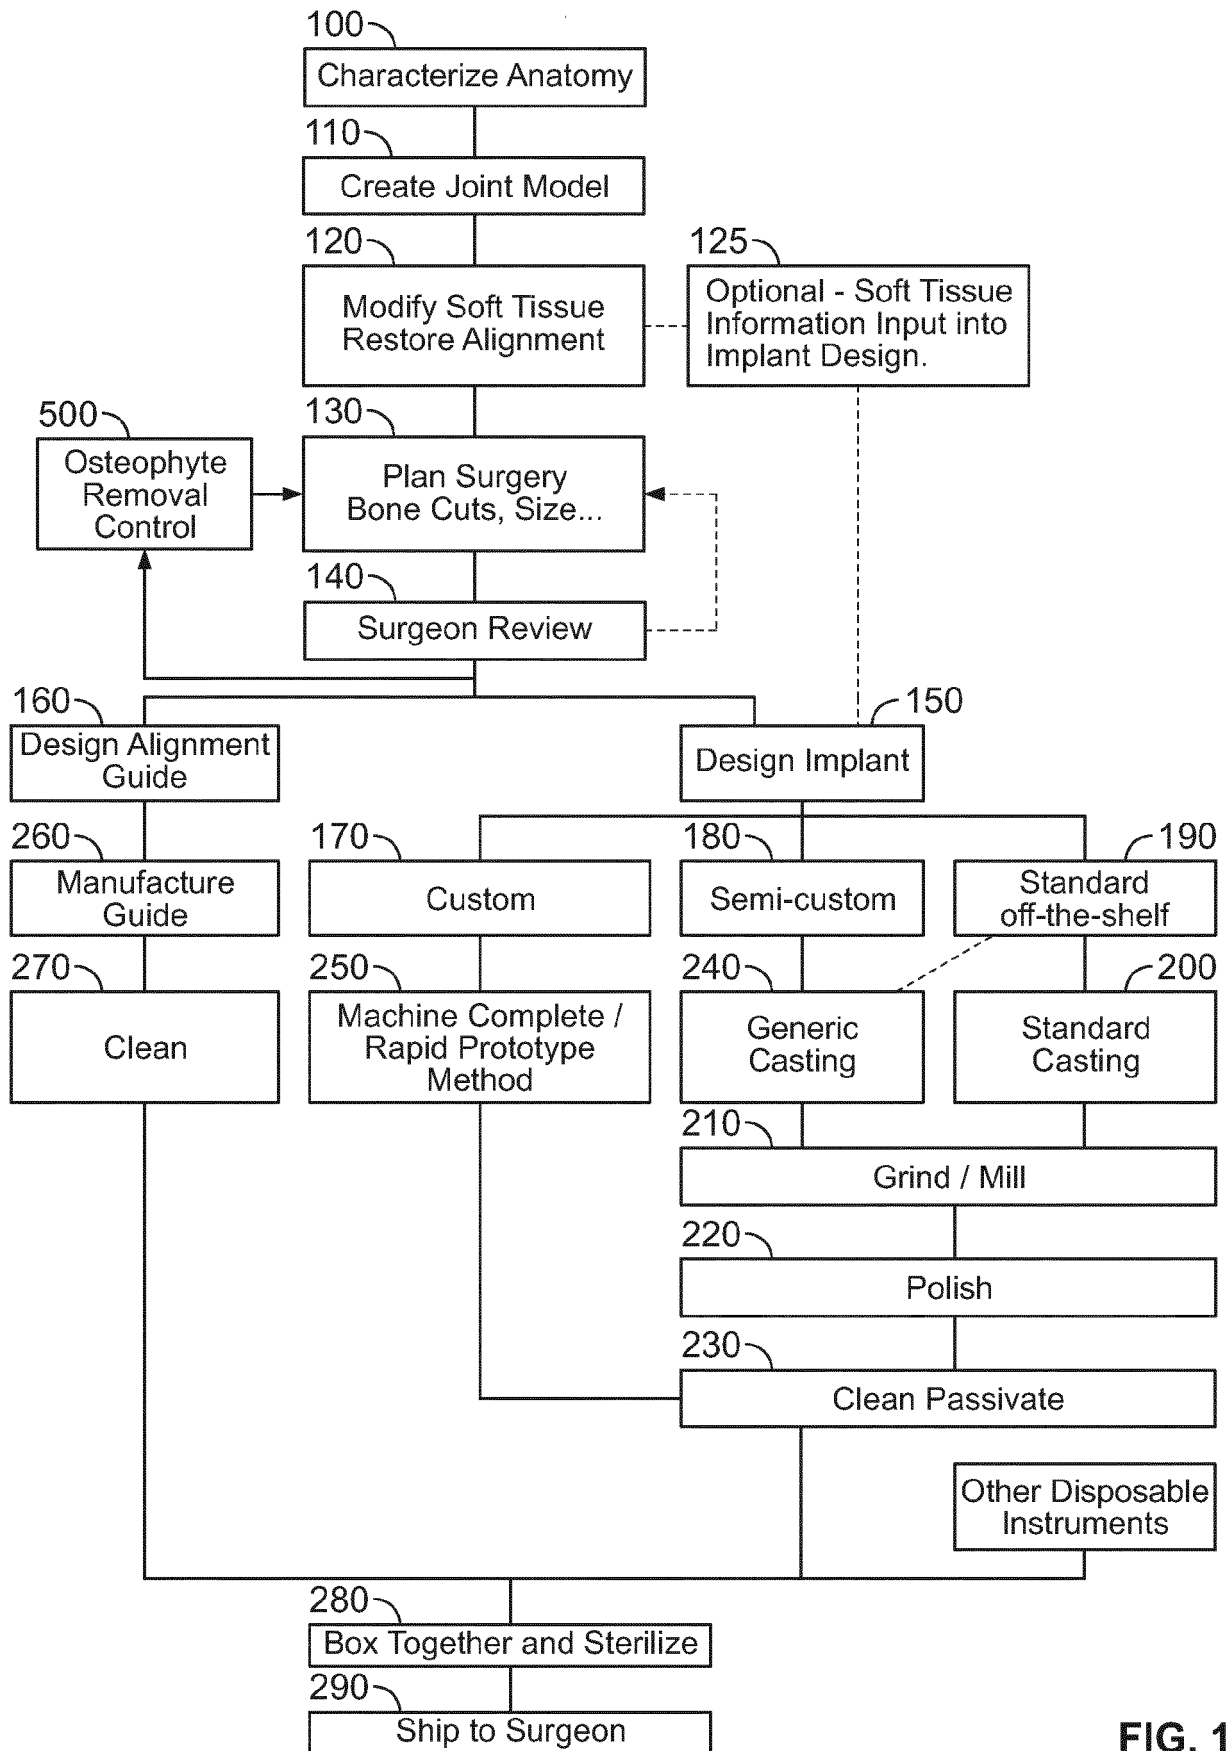 100
Characterize Anatomy
110
Create Joint Model
120
Modify Soft Tissue
Restore Alignment
125
Optional - Soft Tissue
Information Input into
Implant Design.
500
Osteophyte
Removal
Control
130
Plan Surgery
Bone Cuts, Size...
140
Surgeon Review
160
Design Alignment
Guide
150
Design Implant
260
Manufacture
Guide
170
Custom
180
Semi-custom
190
Standard
off-the-shelf
270
Clean
250
Machine Complete /
Rapid Prototype
Method
240
Generic
Casting
200
Standard
Casting
210
Grind / Mill
220
Polish
230
Clean Passivate
Other Disposable
Instruments
280
Box Together and Sterilize
290
Ship to Surgeon
FIG. 1